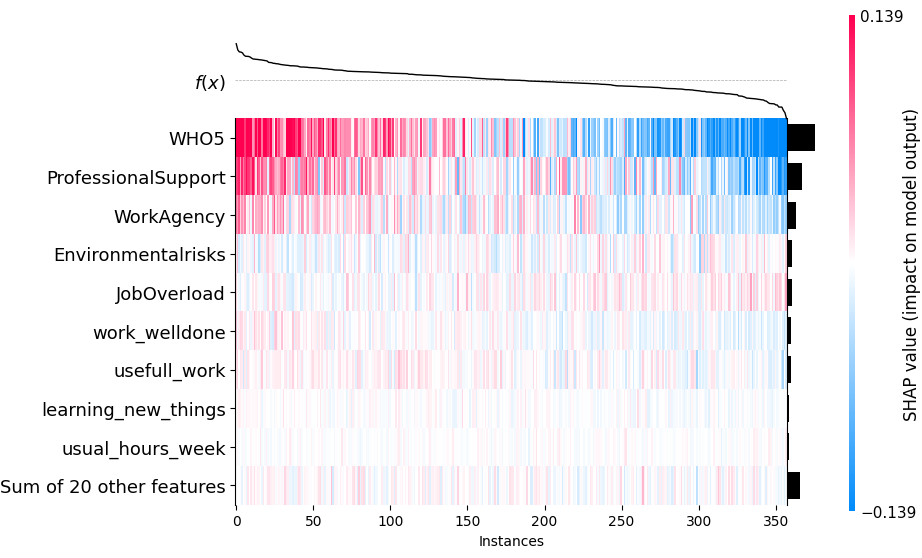 0.139
f(x)
WHO5
ProfessionalSupport
WorkAgency
Environmentalrisks
JobOverload
work_welldone
usefull_work
learning_new_things
usual_hours_week
Sum of 20 other features
0 50 100 150 200 250 300 350
Instances
SHAP value (impact on model output)
−0.139